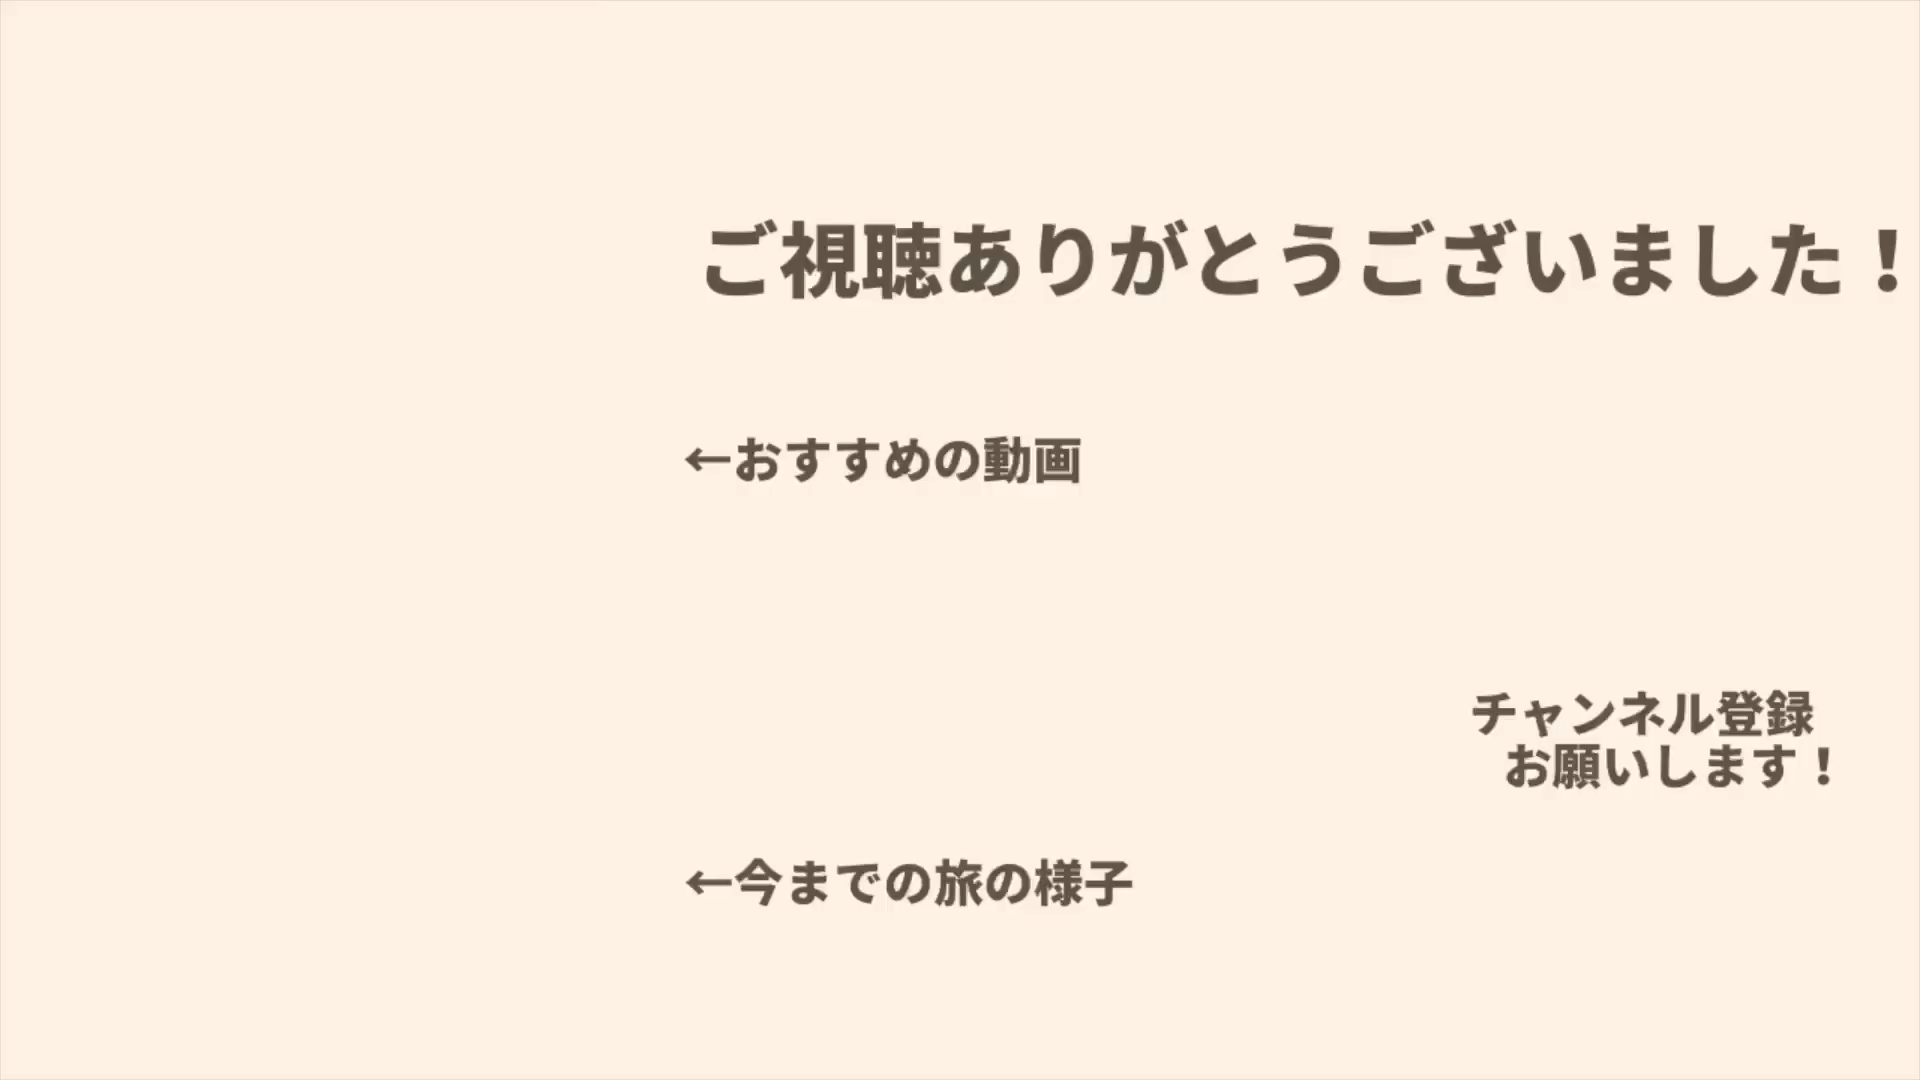 ご視聴ありがとうございました！
←おすすめの動画
チャンネル登録
お願いします！
←今までの旅の様子